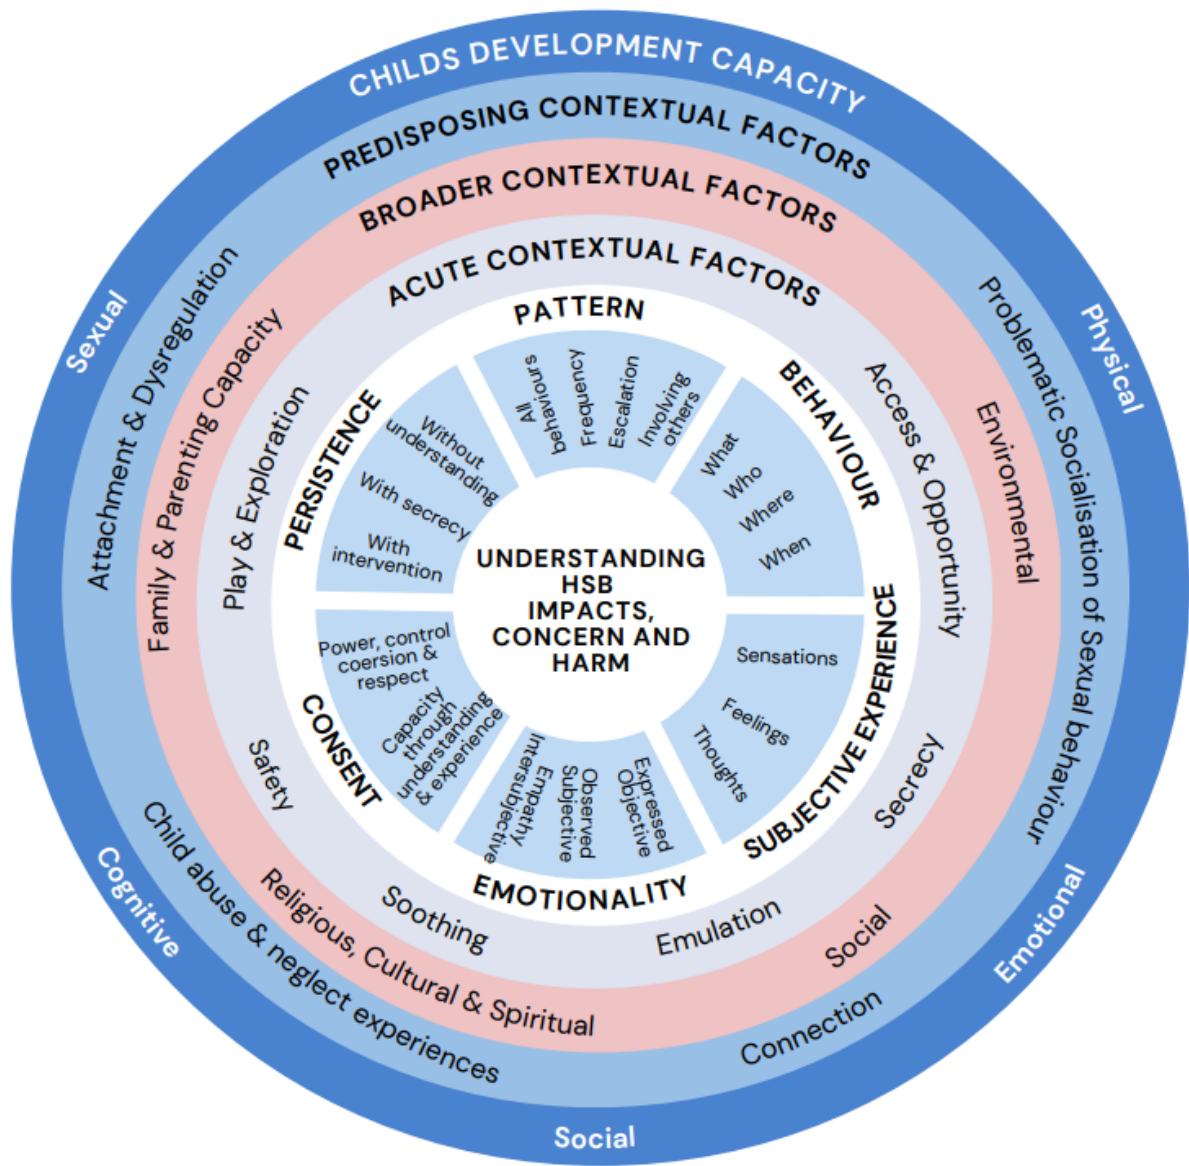 CHILDS DEVELOPMENT CAPACITY
Physical
Emotional
Social
Cognitive
Sexual
PREDISPOSING CONTEXTUAL FACTORS
Problematic Socialisation of Sexual behaviour
Connection
Child abuse & neglect experiences
Attachment & Dysregulation
BROADER CONTEXTUAL FACTORS
Environmental
Social
Religious, Cultural & Spiritual
Family & Parenting Capacity
ACUTE CONTEXTUAL FACTORS
Access & Opportunity
Secrecy
Emulation
Soothing
Safety
Play & Exploration
PATTERN
All
behaviours
Frequency
Escalation
Involving
others
BEHAVIOUR
What
Who
Where
When
SUBJECTIVE EXPERIENCE
Sensations
Feelings
Thoughts
EMOTIONALITY
Expressed
Objective
Observed
Subjective
Empathy
Intersubjective
CONSENT
Power, control
coersion &
respect
Capacity
through
understanding
& experience
PERSISTENCE
Without
understanding
With secrecy
With
intervention
UNDERSTANDING
HSB
IMPACTS,
CONCERN AND
HARM